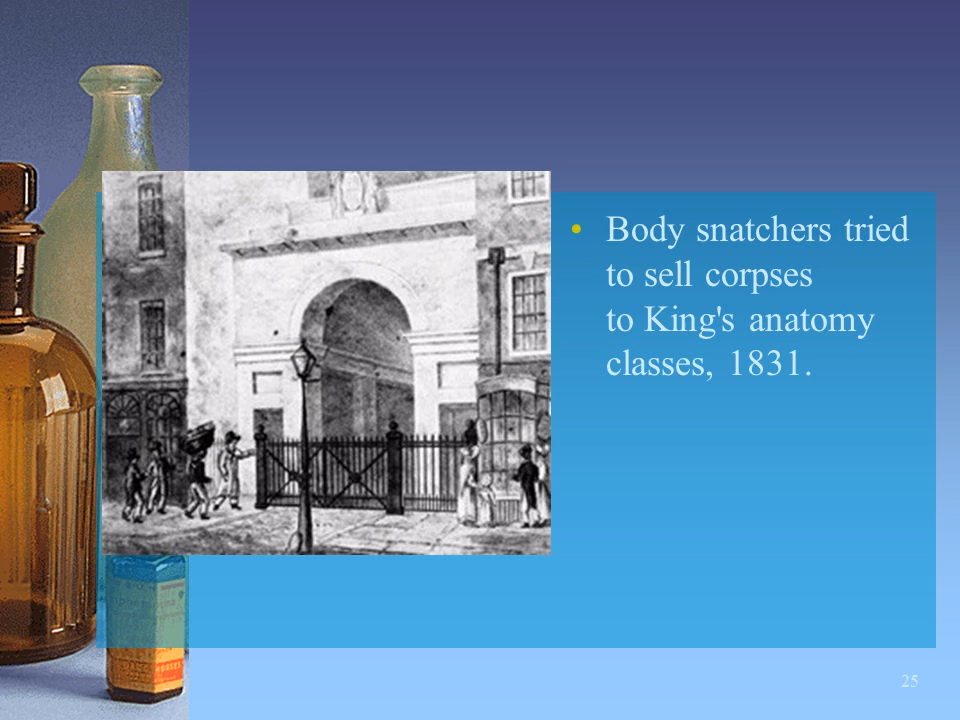 • Body snatchers tried
to sell corpses
to King's anatomy
classes, 1831.
25